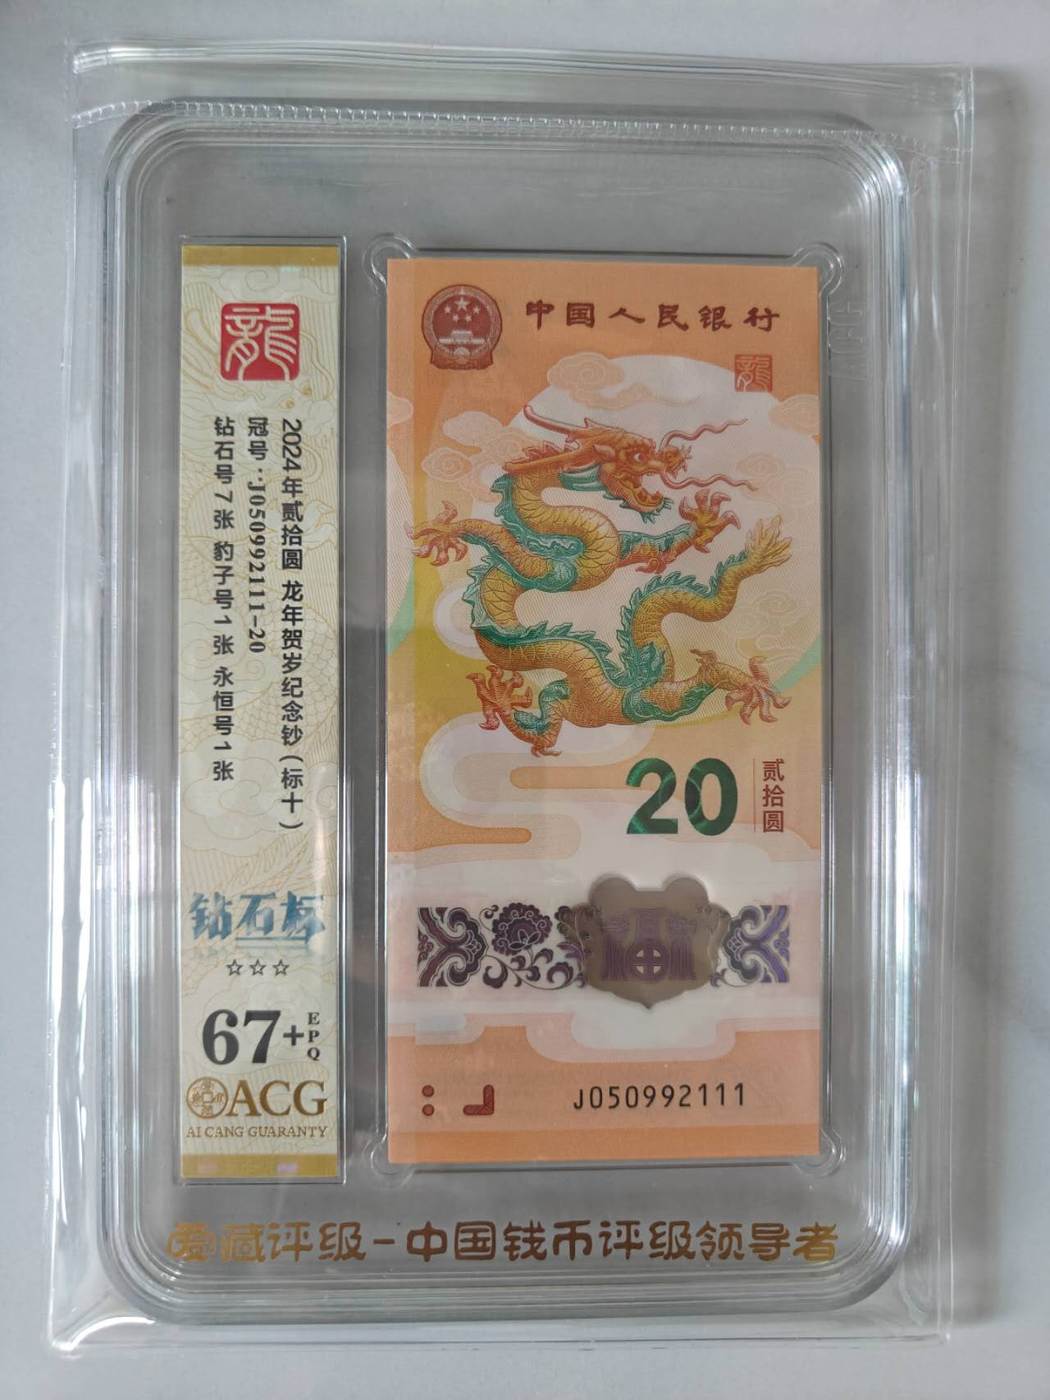 龍
2024年贰拾圆 龙年贺岁纪念钞(标十)
冠号:J050992111-20
钻石号7张 豹子号1张 永恒号1张
钻石标
☆☆☆
67+
EPQ
ACG
AI CANG GUARANTY
中国人民银行
龍
20
贰拾圆
J050992111
爱藏评级-中国钱币评级领导者